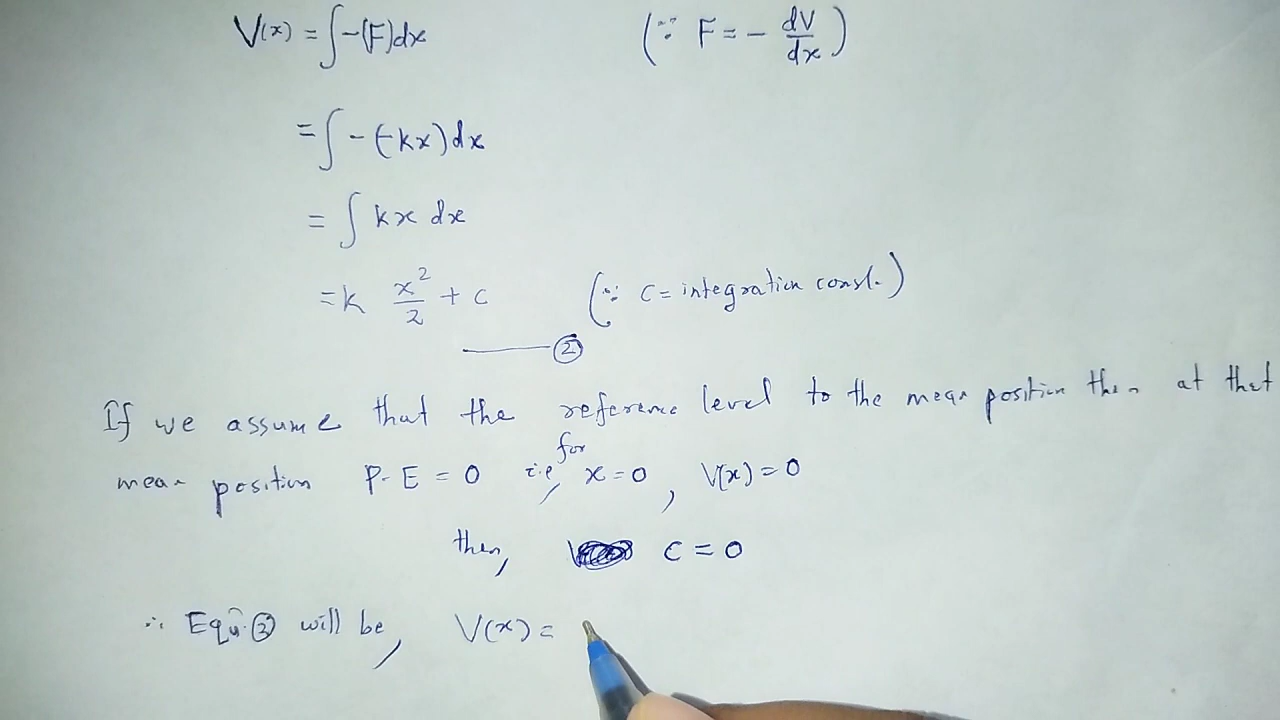 V(x) = ∫-(F)dx (∵ F = - dV/dx)
= ∫ - (-kx) dx
= ∫ kx dx
= k x²/2 + c (∵ c = integration const.)
②
If we assume that the reference level to the mean position then at that
mean position P.E = 0 i.e, for x = 0, V(x) = 0
then, c = 0
∴ Equn. ② will be, V(x) =